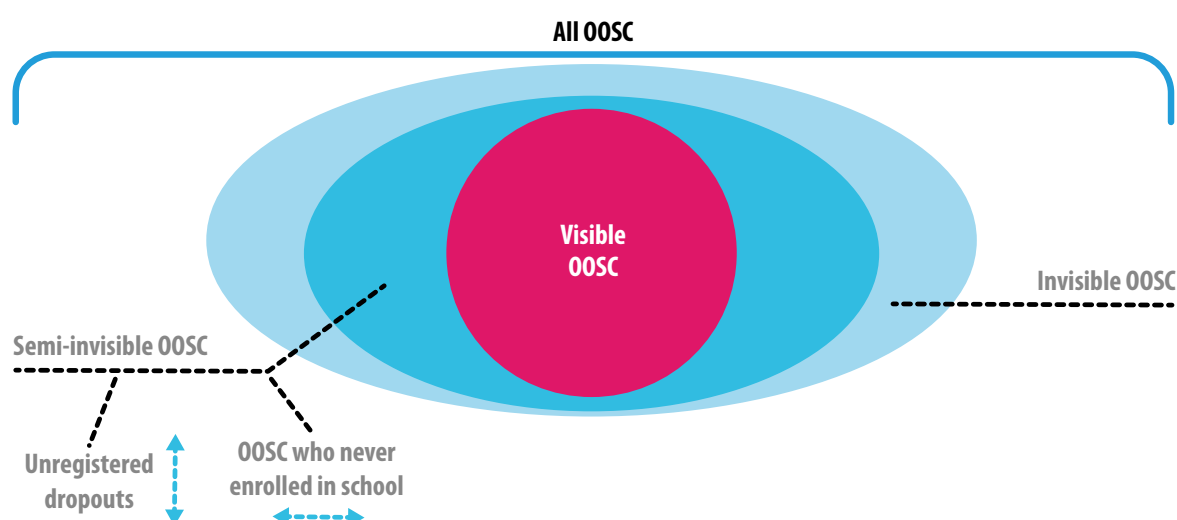 All OOSC
Visible
OOSC
Invisible OOSC
Semi-invisible OOSC
Unregistered
dropouts
OOSC who never
enrolled in school